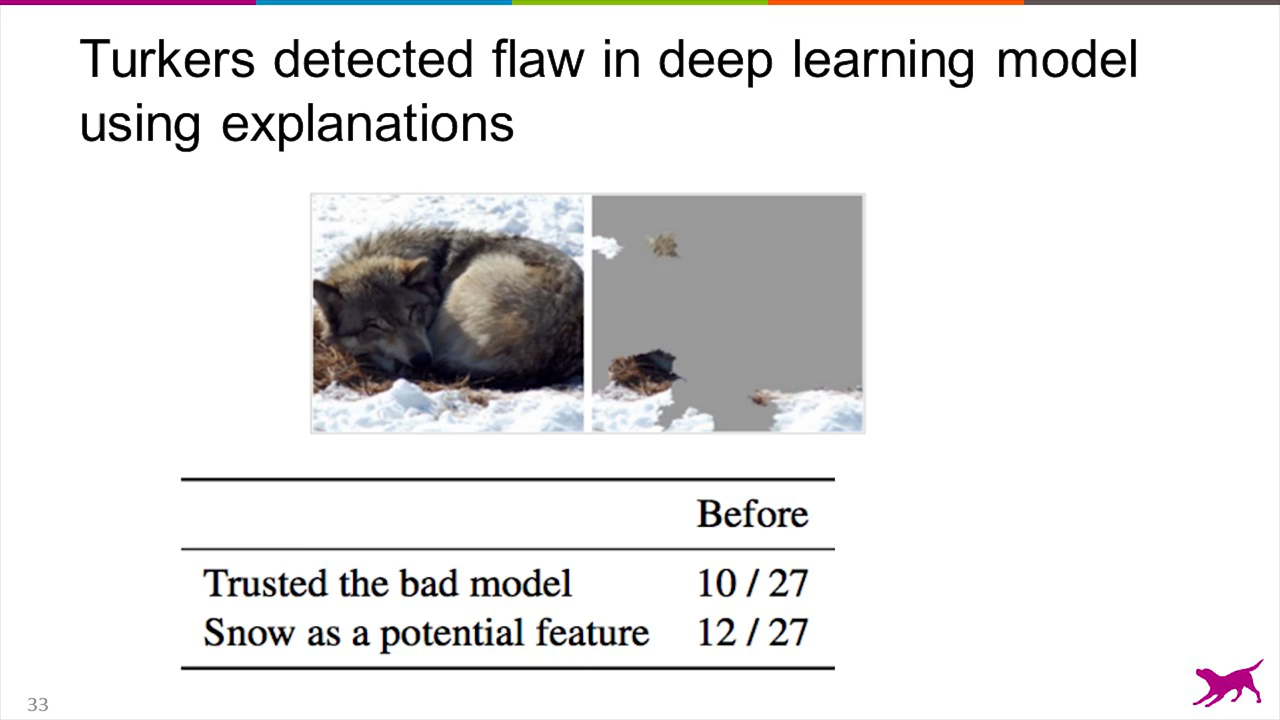 Turkers detected flaw in deep learning model
using explanations
Before
Trusted the bad model 10 / 27
Snow as a potential feature 12 / 27
33